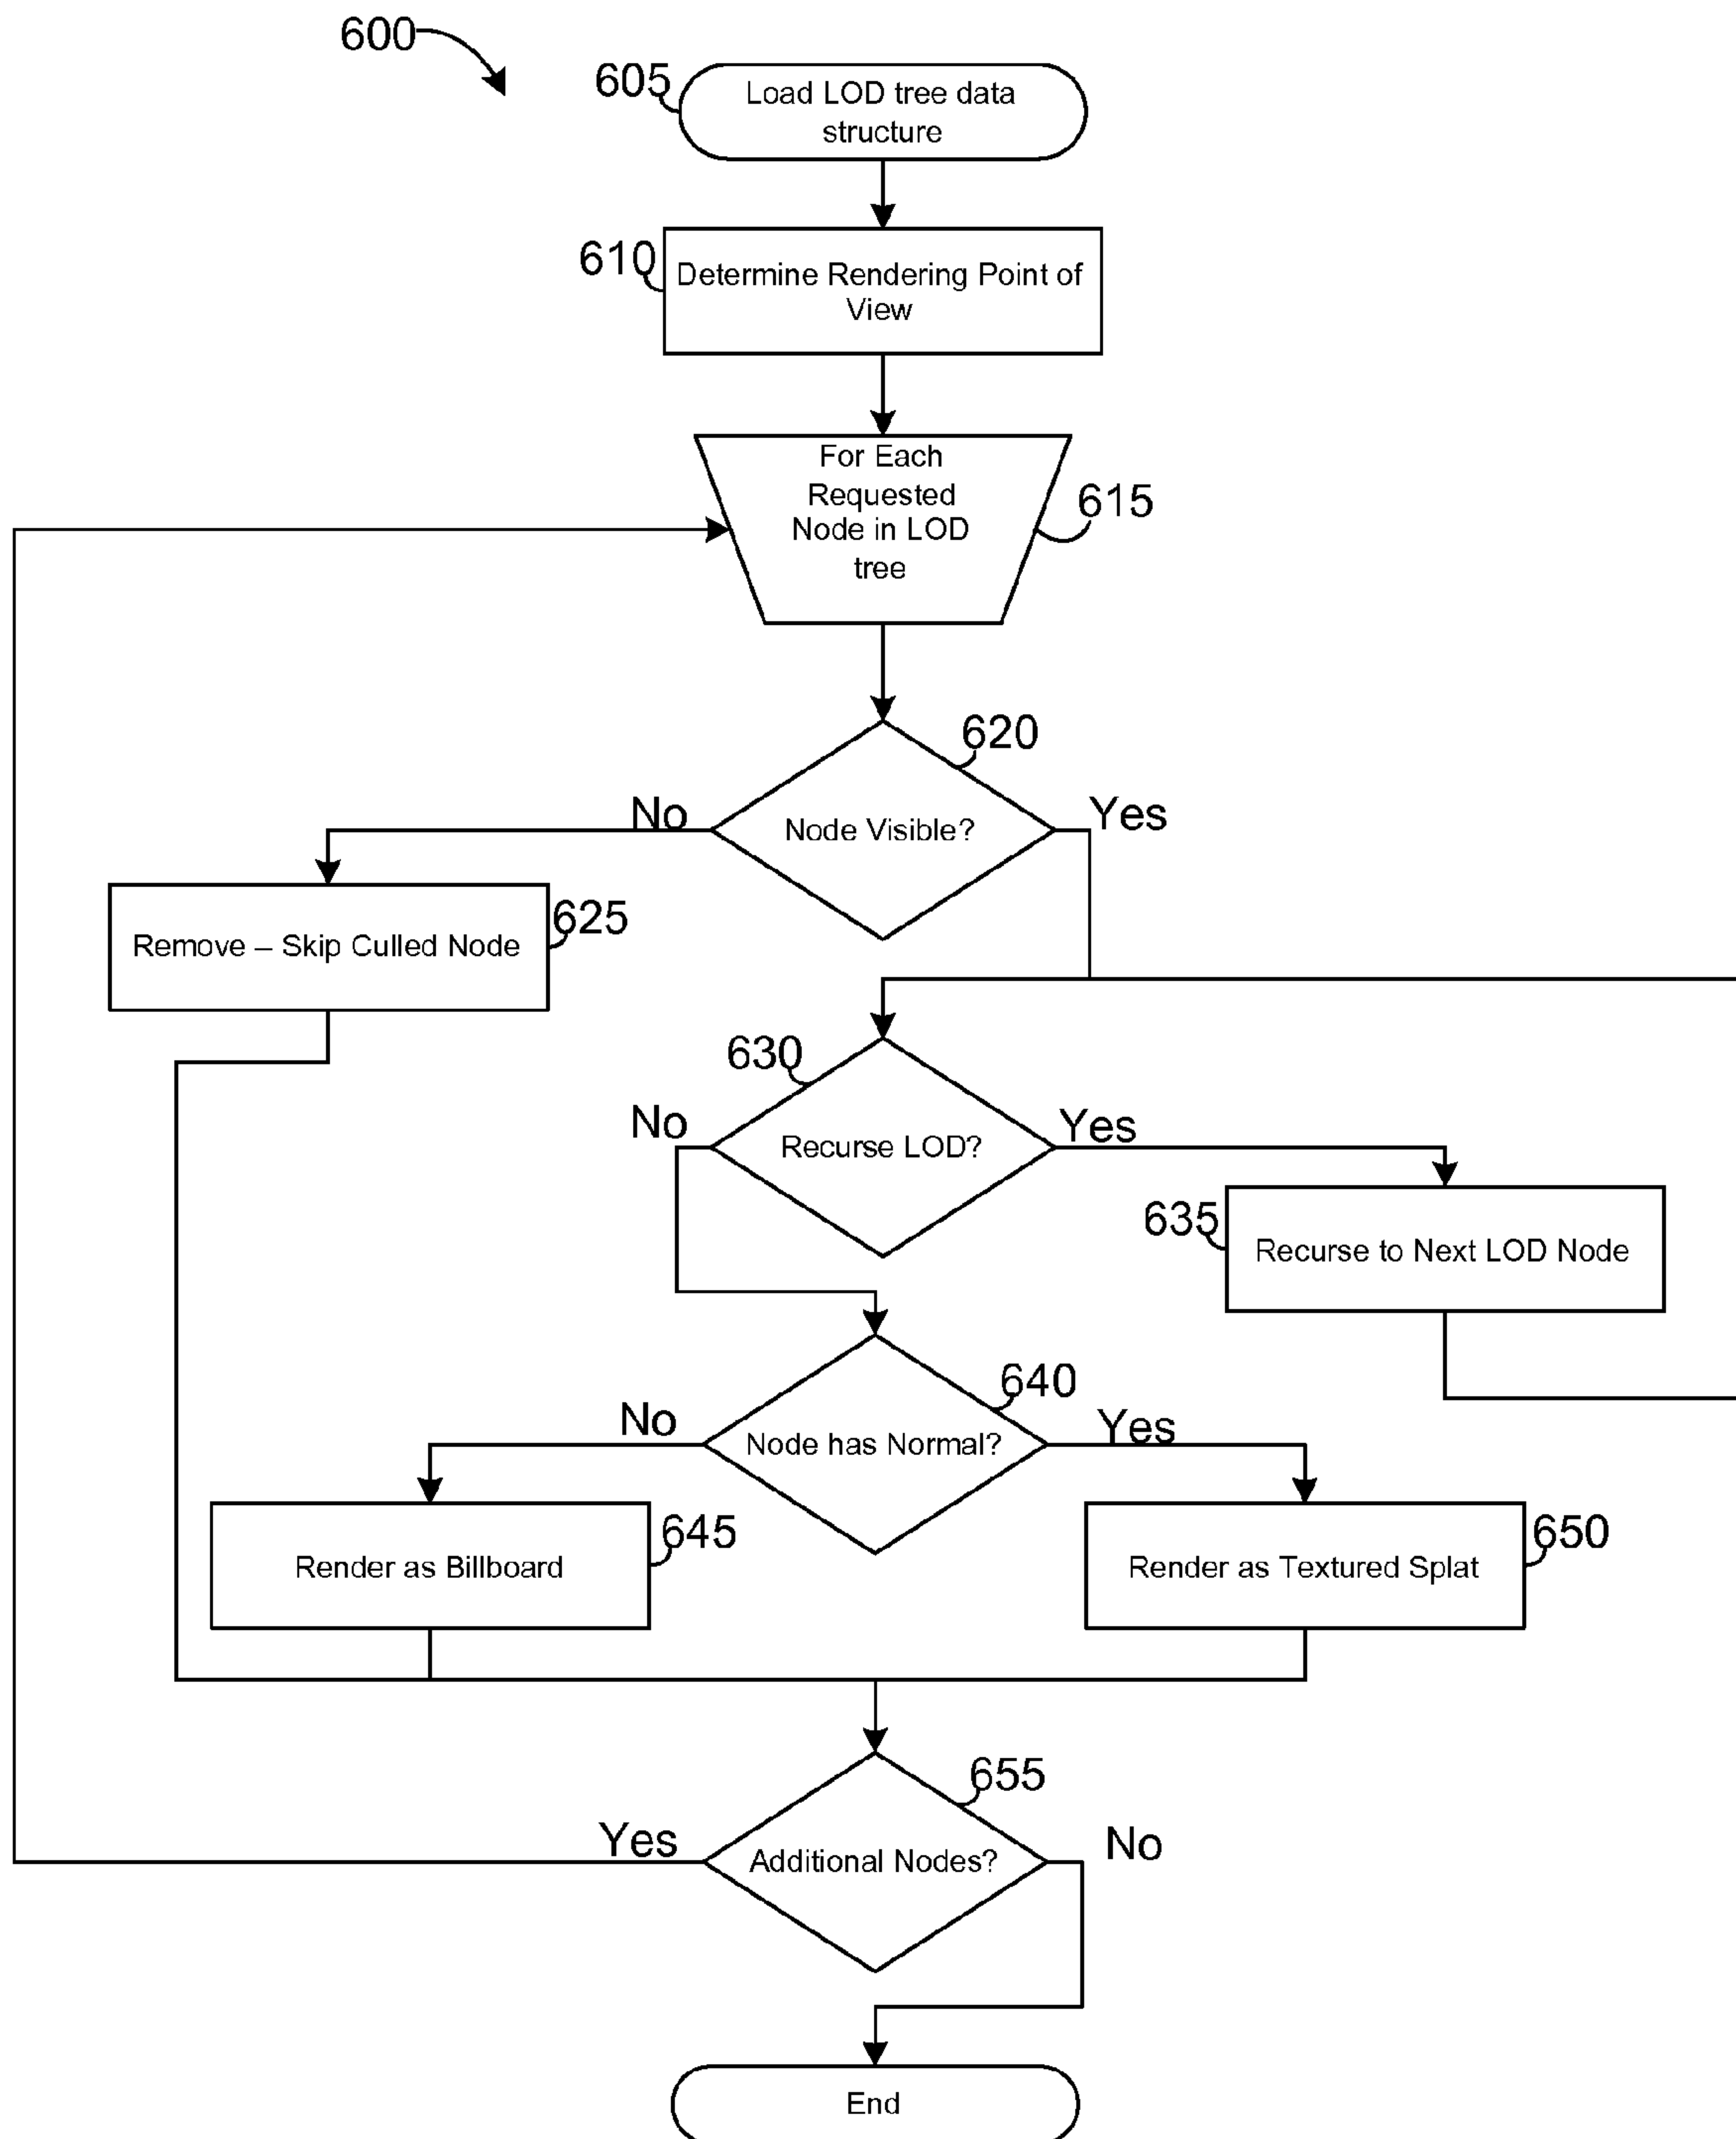 600
605
Load LOD tree data
structure
610
Determine Rendering Point of
View
For Each
Requested
Node in LOD
tree
615
620
No
Node Visible?
Yes
Remove – Skip Culled Node
625
630
No
Recurse LOD?
Yes
635
Recurse to Next LOD Node
640
No
Node has Normal?
Yes
Render as Billboard
645
Render as Textured Splat
650
655
Yes
Additional Nodes?
No
End